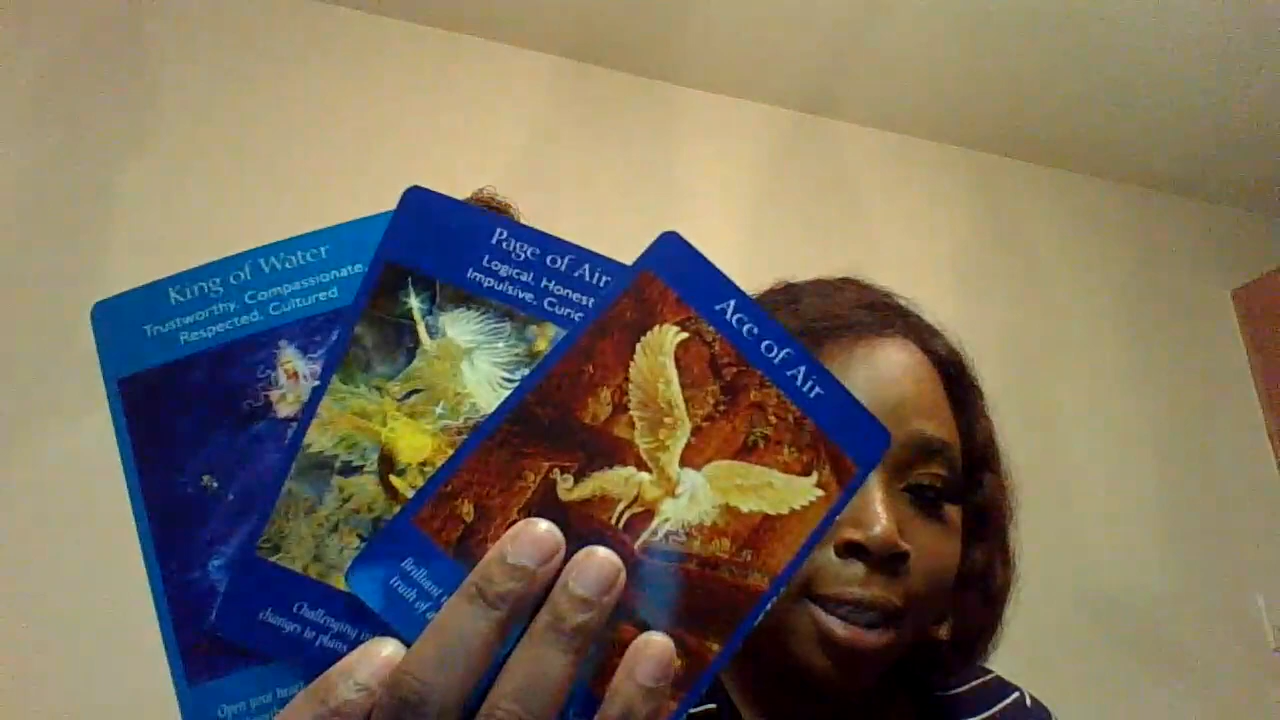 King of Water
Trustworthy, Compassionate,
Respected, Cultured
Open your heart
Page of Air
Logical, Honest
Impulsive, Curio
Challenging
changes to plans
Ace of Air
Brilliant
truth of a